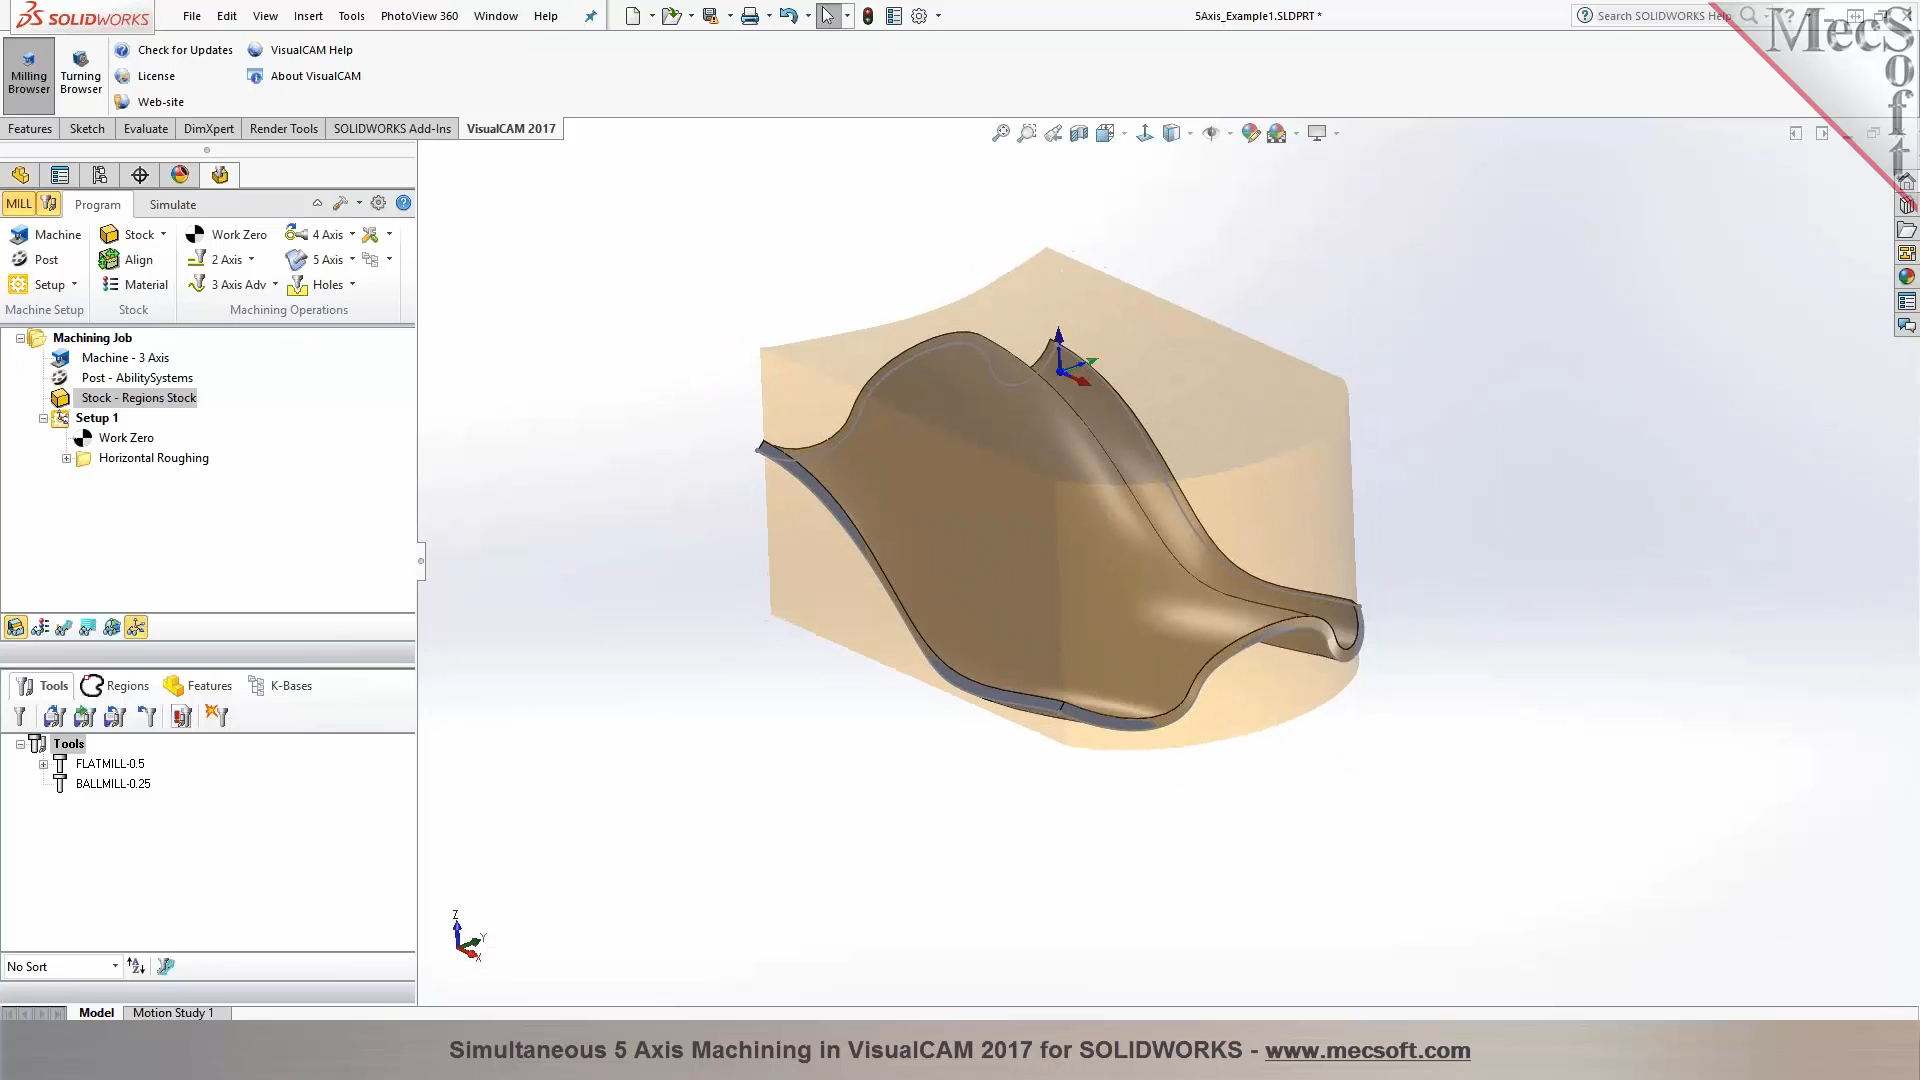 SOLIDWORKS
File Edit View Insert Tools PhotoView 360 Window Help
5Axis_Example1.SLDPRT *
Search SOLIDWORKS Help
MecSoft
Milling Browser
Turning Browser
Check for Updates
VisualCAM Help
License
About VisualCAM
Web-site
Features Sketch Evaluate DimXpert Render Tools SOLIDWORKS Add-Ins VisualCAM 2017
MILL Program Simulate
Machine Stock Work Zero 4 Axis
Post Align 2 Axis 5 Axis
Setup Material 3 Axis Adv Holes
Machine Setup Stock Machining Operations
Machining Job
Machine - 3 Axis
Post - AbilitySystems
Stock - Regions Stock
Setup 1
Work Zero
Horizontal Roughing
Tools Regions Features K-Bases
Tools
FLATMILL-0.5
BALLMILL-0.25
Z
Y
X
No Sort
Model Motion Study 1
Simultaneous 5 Axis Machining in VisualCAM 2017 for SOLIDWORKS - www.mecsoft.com